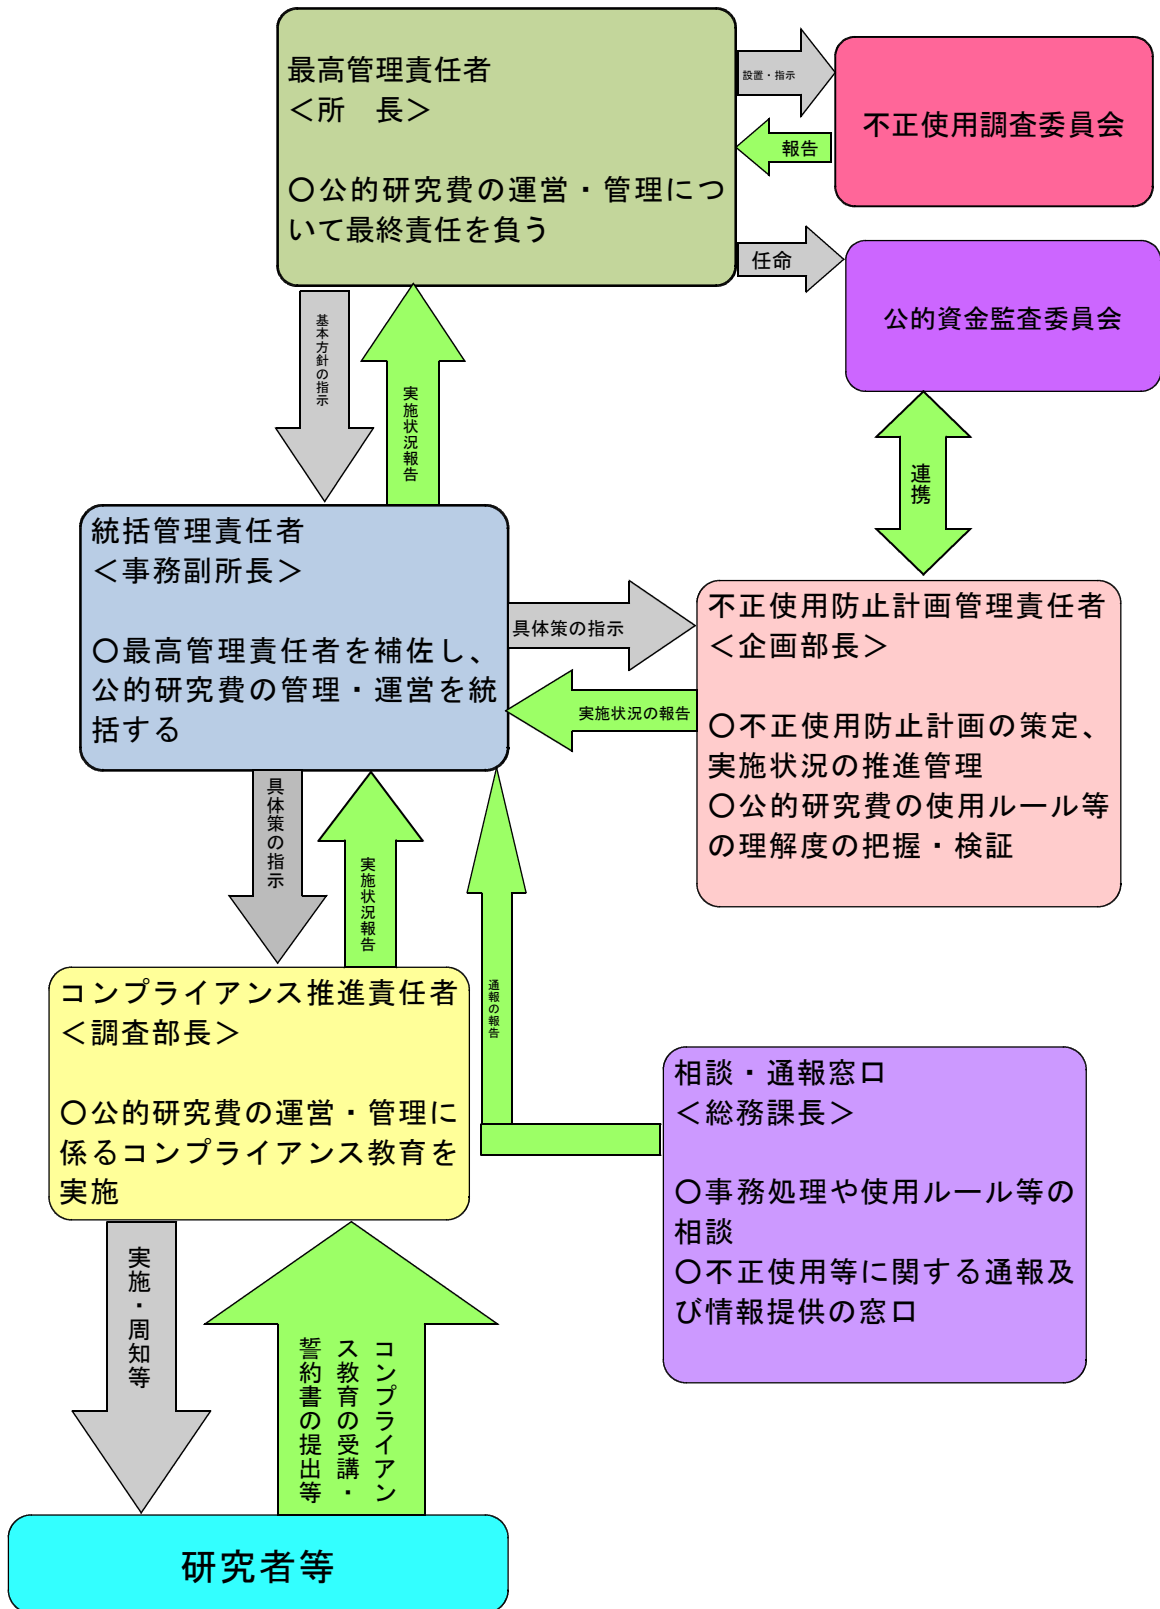 最高管理責任者
＜所　長＞
○公的研究費の運営・管理につ
いて最終責任を負う
設置・指示
報告
不正使用調査委員会
任命
公的資金監査委員会
基本方針の指示
実施状況報告
連携
統括管理責任者
＜事務副所長＞
○最高管理責任者を補佐し、
公的研究費の管理・運営を統
括する
具体策の指示
実施状況の報告
不正使用防止計画管理責任者
＜企画部長＞
○不正使用防止計画の策定、
実施状況の推進管理
○公的研究費の使用ルール等
の理解度の把握・検証
具体策の指示
実施状況報告
通報の報告
コンプライアンス推進責任者
＜調査部長＞
○公的研究費の運営・管理に
係るコンプライアンス教育を
実施
相談・通報窓口
＜総務課長＞
○事務処理や使用ルール等の
相談
○不正使用等に関する通報及
び情報提供の窓口
実施・周知等
コンプライアン
ス教育の受講・
誓約書の提出等
研究者等